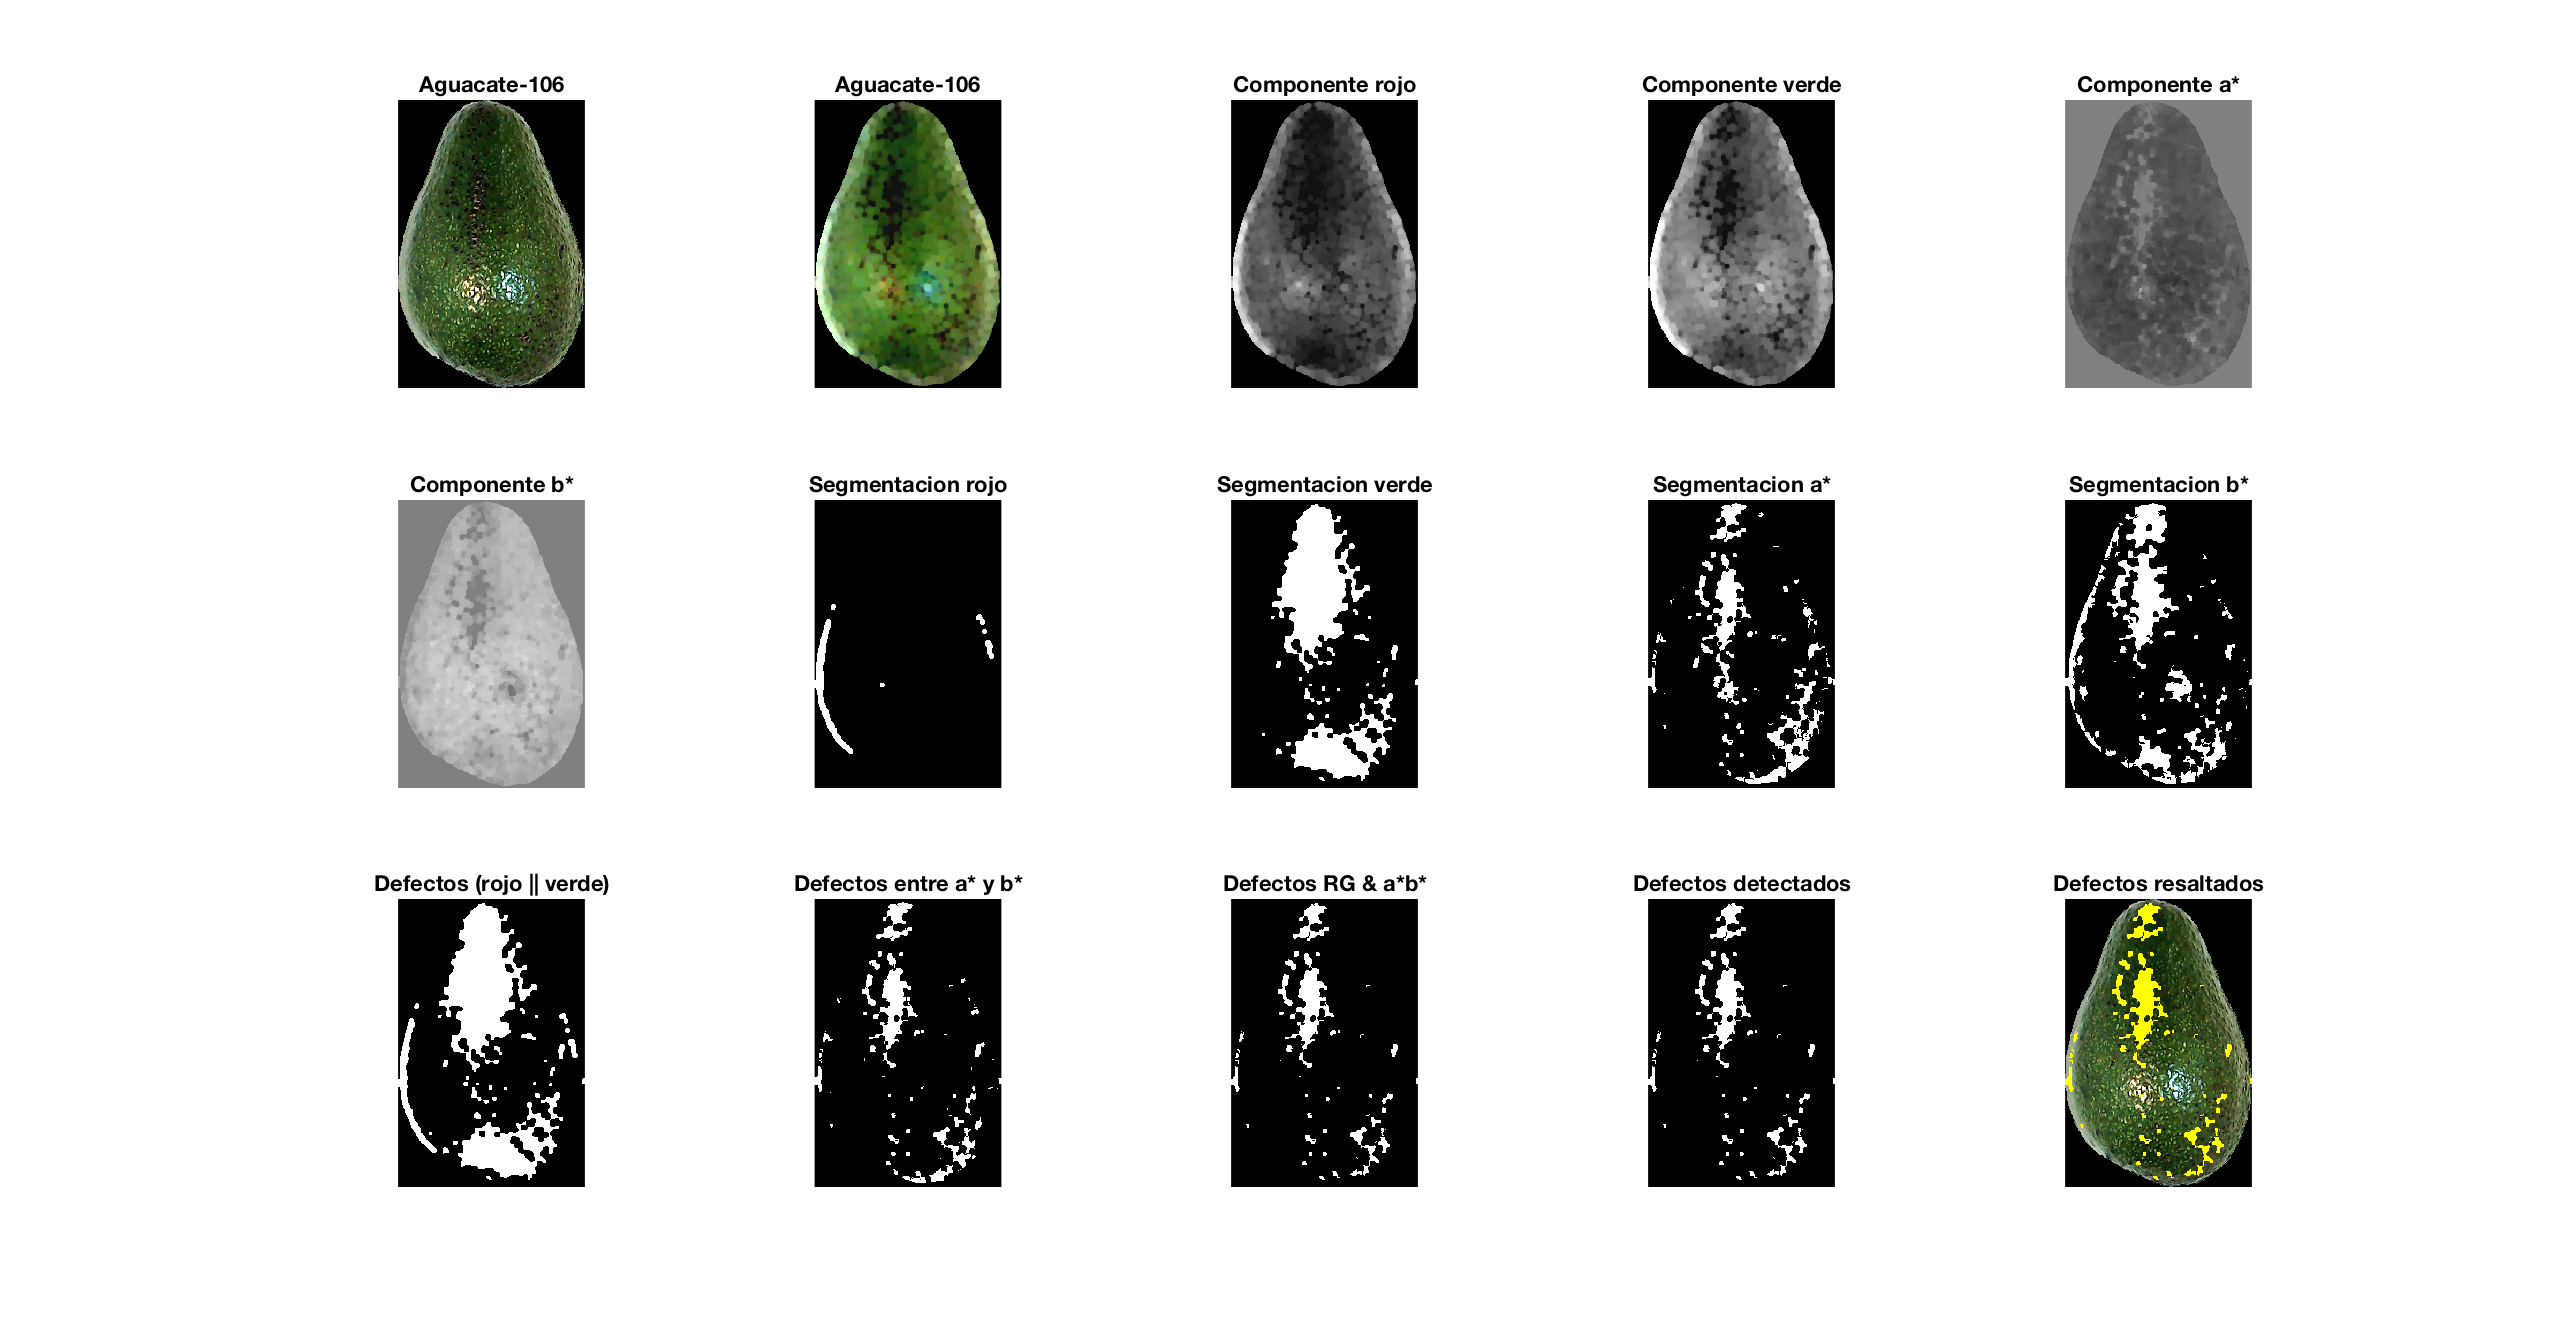 Aguacate-106
Aguacate-106
Componente rojo
Componente verde
Componente a*
Componente b*
Segmentacion rojo
Segmentacion verde
Segmentacion a*
Segmentacion b*
Defectos (rojo || verde)
Defectos entre a* y b*
Defectos RG & a*b*
Defectos detectados
Defectos resaltados